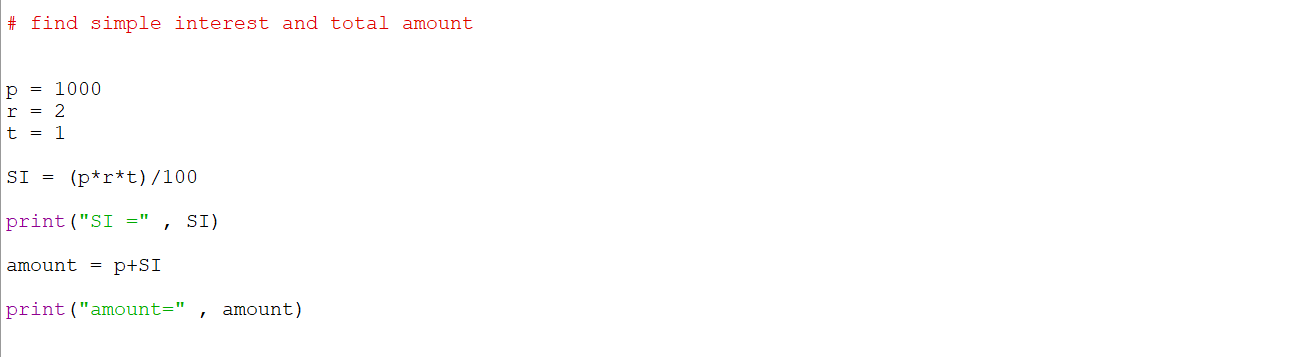 # find simple interest and total amount
p = 1000
r = 2
t = 1
SI = (p*r*t)/100
print("SI =" , SI)
amount = p+SI
print("amount=" , amount)